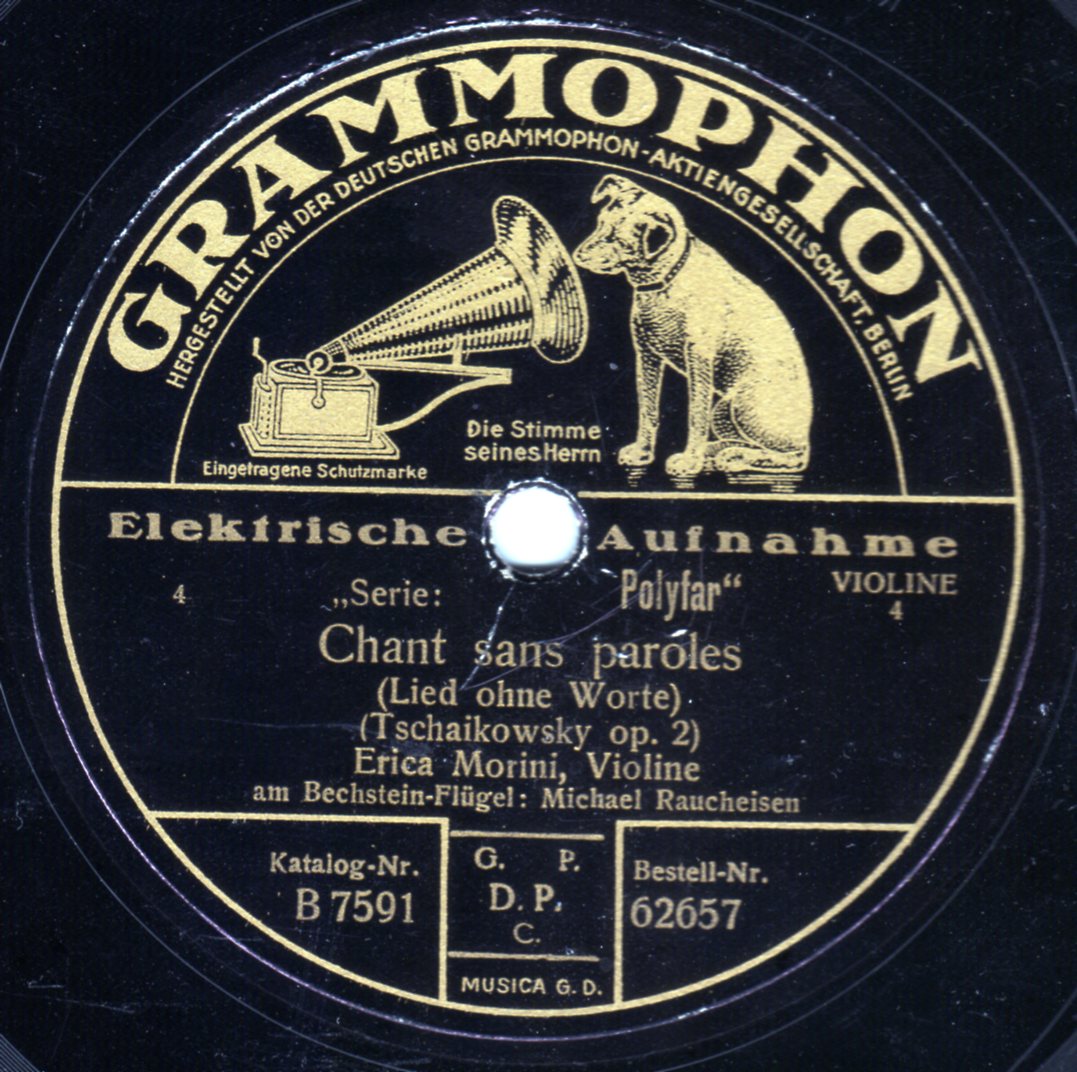 GRAMMOPHON
HERGESTELLT VON DER DEUTSCHEN GRAMMOPHON-AKTIENGESELLSCHAFT, BERLIN
Die Stimme
seines Herrn
Eingetragene Schutzmarke
Elektrische Aufnahme
4 „Serie: Polyfar“ VIOLINE
4
Chant sans paroles
(Lied ohne Worte)
(Tschaikowsky op. 2)
Erica Morini, Violine
am Bechstein-Flügel: Michael Raucheisen
Katalog-Nr.
B 7591
G. P.
D. P.
C.
MUSICA G. D.
Bestell-Nr.
62657